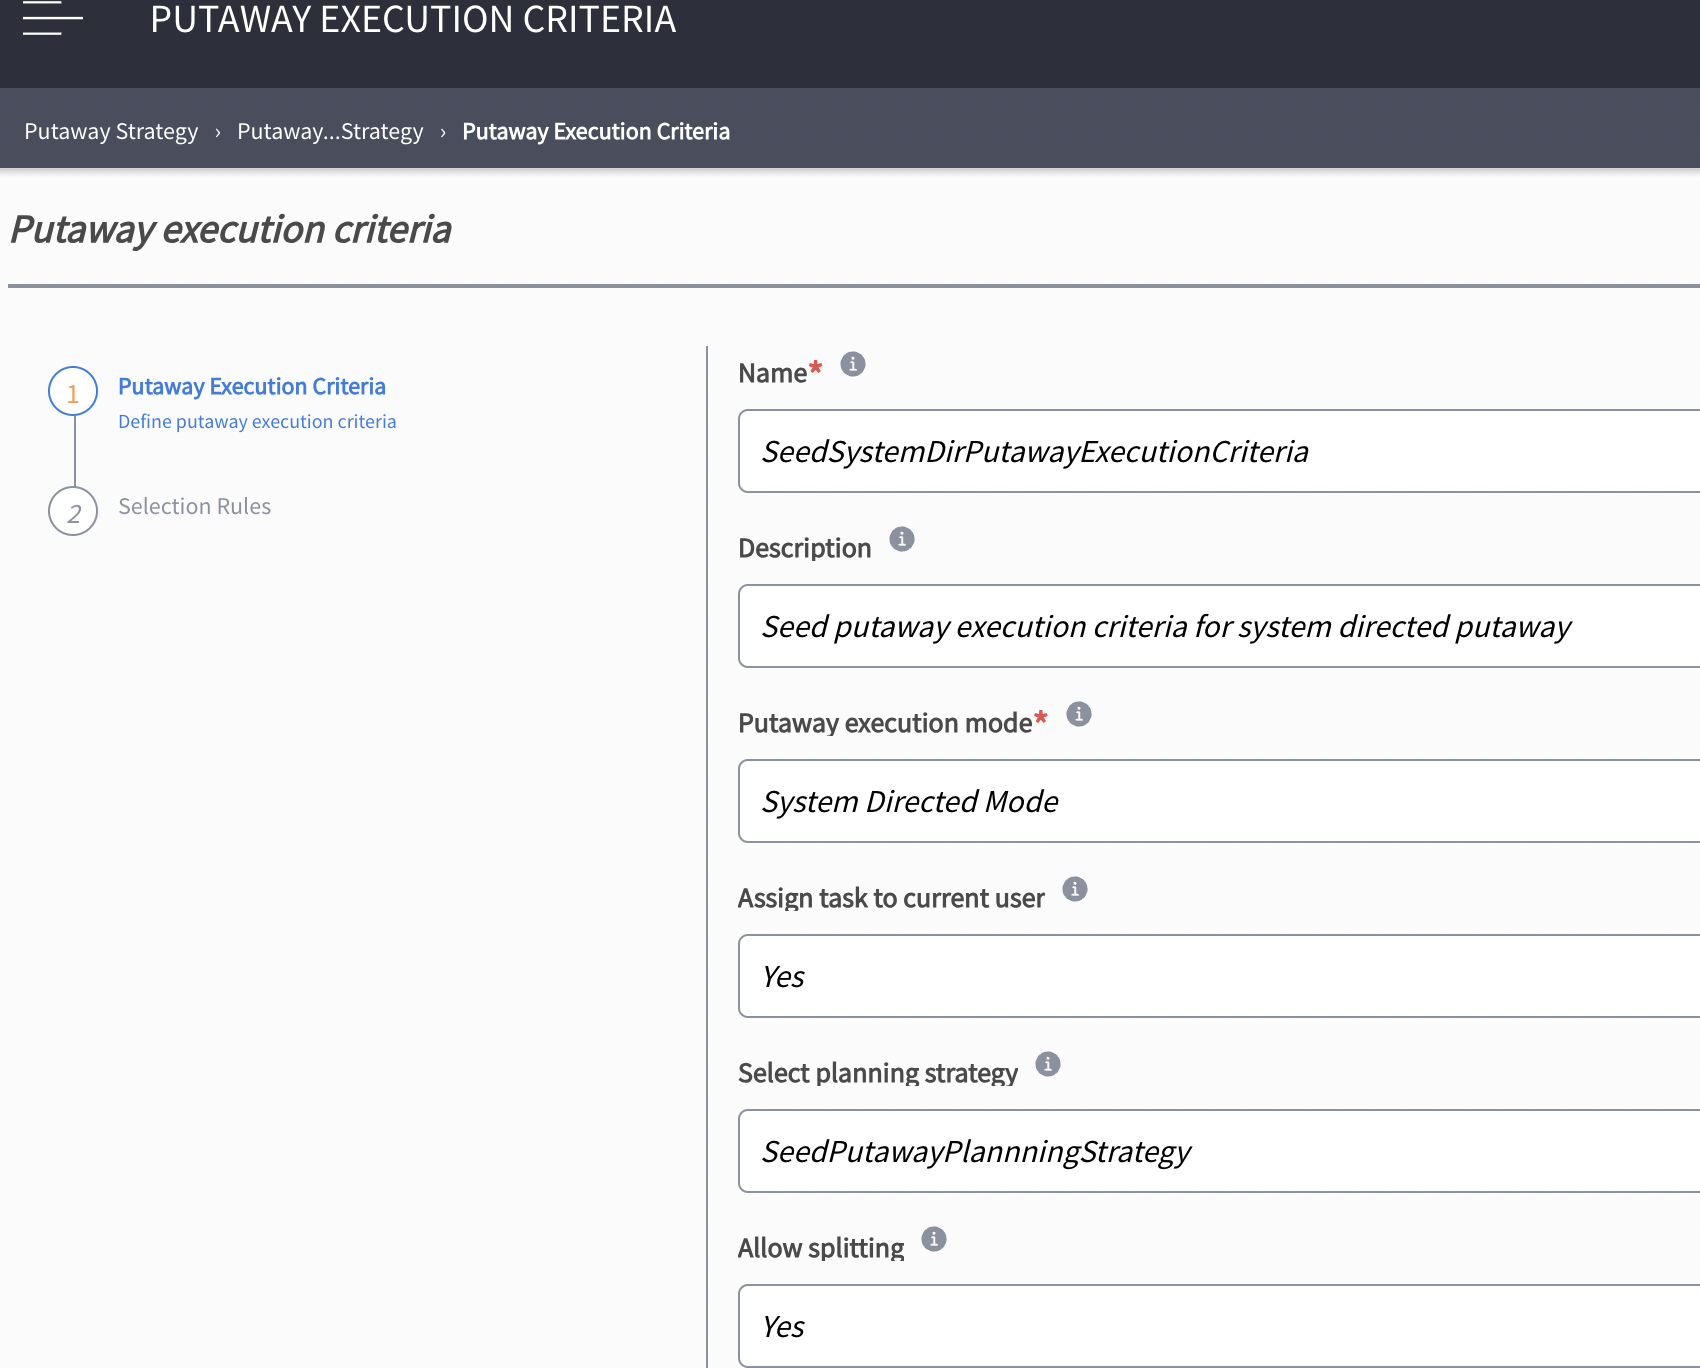 PUTAWAY EXECUTION CRITERIA
Putaway Strategy › Putaway...Strategy › Putaway Execution Criteria
Putaway execution criteria
1 Putaway Execution Criteria
Define putaway execution criteria
2 Selection Rules
Name*
SeedSystemDirPutawayExecutionCriteria
Description
Seed putaway execution criteria for system directed putaway
Putaway execution mode*
System Directed Mode
Assign task to current user
Yes
Select planning strategy
SeedPutawayPlannningStrategy
Allow splitting
Yes